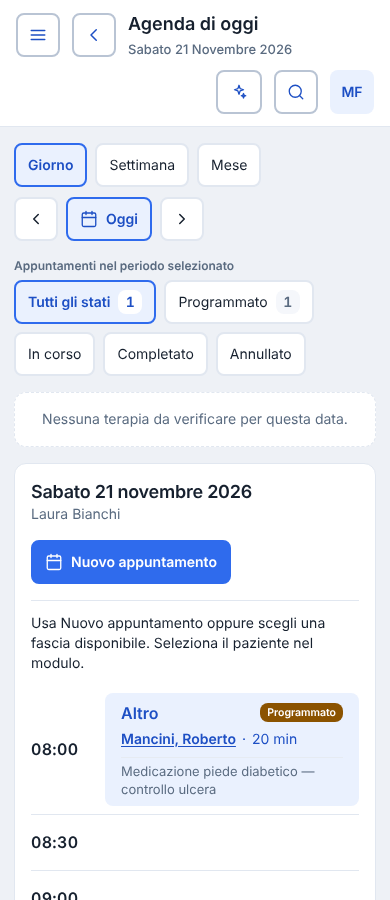 Agenda di oggi
Sabato 21 Novembre 2026
MF
Giorno
Settimana
Mese
Oggi
Appuntamenti nel periodo selezionato
Tutti gli stati 1
Programmato 1
In corso
Completato
Annullato
Nessuna terapia da verificare per questa data.
Sabato 21 novembre 2026
Laura Bianchi
Nuovo appuntamento
Usa Nuovo appuntamento oppure scegli una
fascia disponibile. Seleziona il paziente nel
modulo.
08:00
Altro
Programmato
Mancini, Roberto · 20 min
Medicazione piede diabetico —
controllo ulcera
08:30
09:00